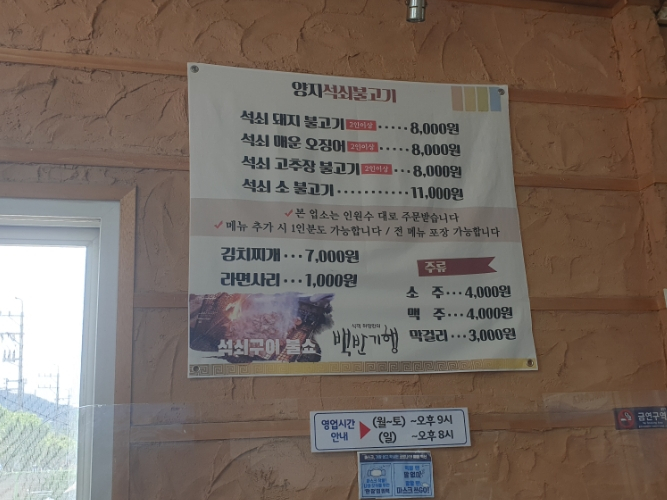 양지석쇠불고기
석쇠 돼지 불고기 2인이상 ····· 8,000원
석쇠 매운 오징어 2인이상 ····· 8,000원
석쇠 고추장 불고기 2인이상 ··· 8,000원
석쇠 소 불고기 ··········· 11,000원
✓본 업소는 인원수 대로 주문받습니다
✓메뉴 추가 시 1인분도 가능합니다 / 전 메뉴 포장 가능합니다
김치찌개 ··· 7,000원
라면사리 ··· 1,000원
주류
소 주 ··· 4,000원
맥 주 ··· 4,000원
막걸리 ··· 3,000원
석쇠구이 불쇼
백반기행
영업시간 안내
(월~토) ~오후 9시
(일) ~오후 8시
금연구역